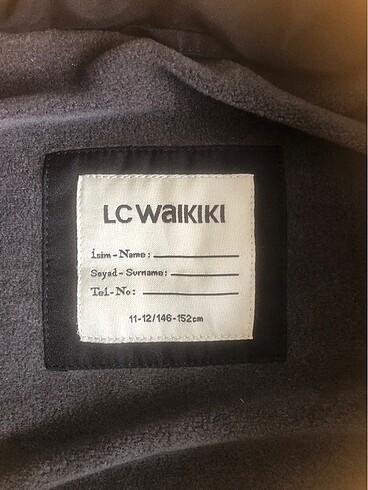 LC WAIKIKI
İsim - Name :
Soyad - Surname :
Tel - No :
11-12/146-152cm